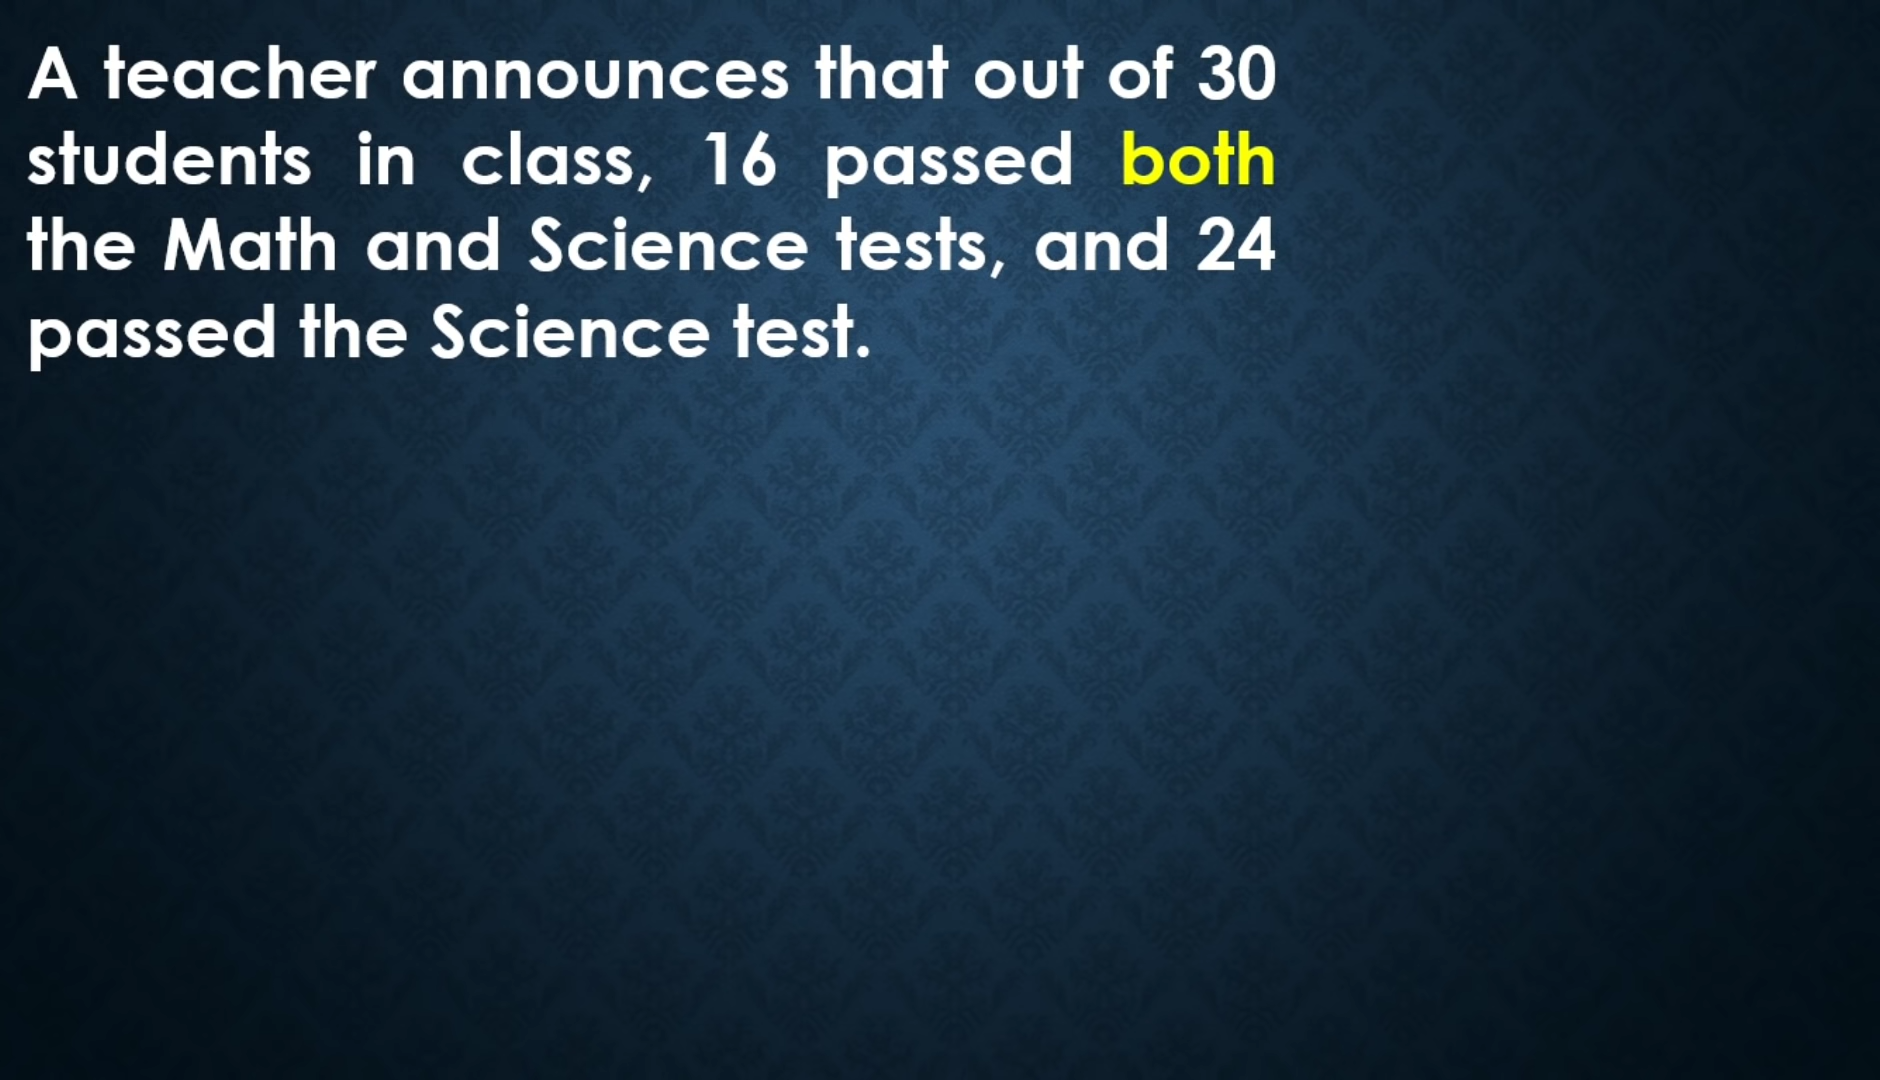 A teacher announces that out of 30
students in class, 16 passed both
the Math and Science tests, and 24
passed the Science test.